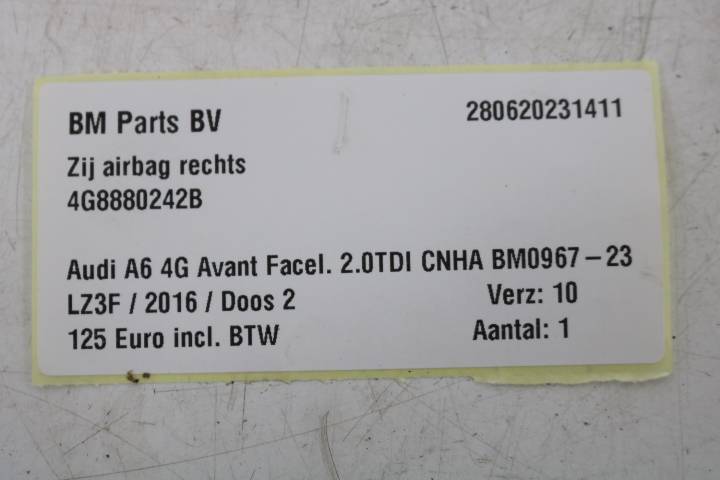 BM Parts BV 280620231411
Zij airbag rechts
4G8880242B
Audi A6 4G Avant Facel. 2.0TDI CNHA BM0967-23
LZ3F / 2016 / Doos 2 Verz: 10
125 Euro incl. BTW Aantal: 1